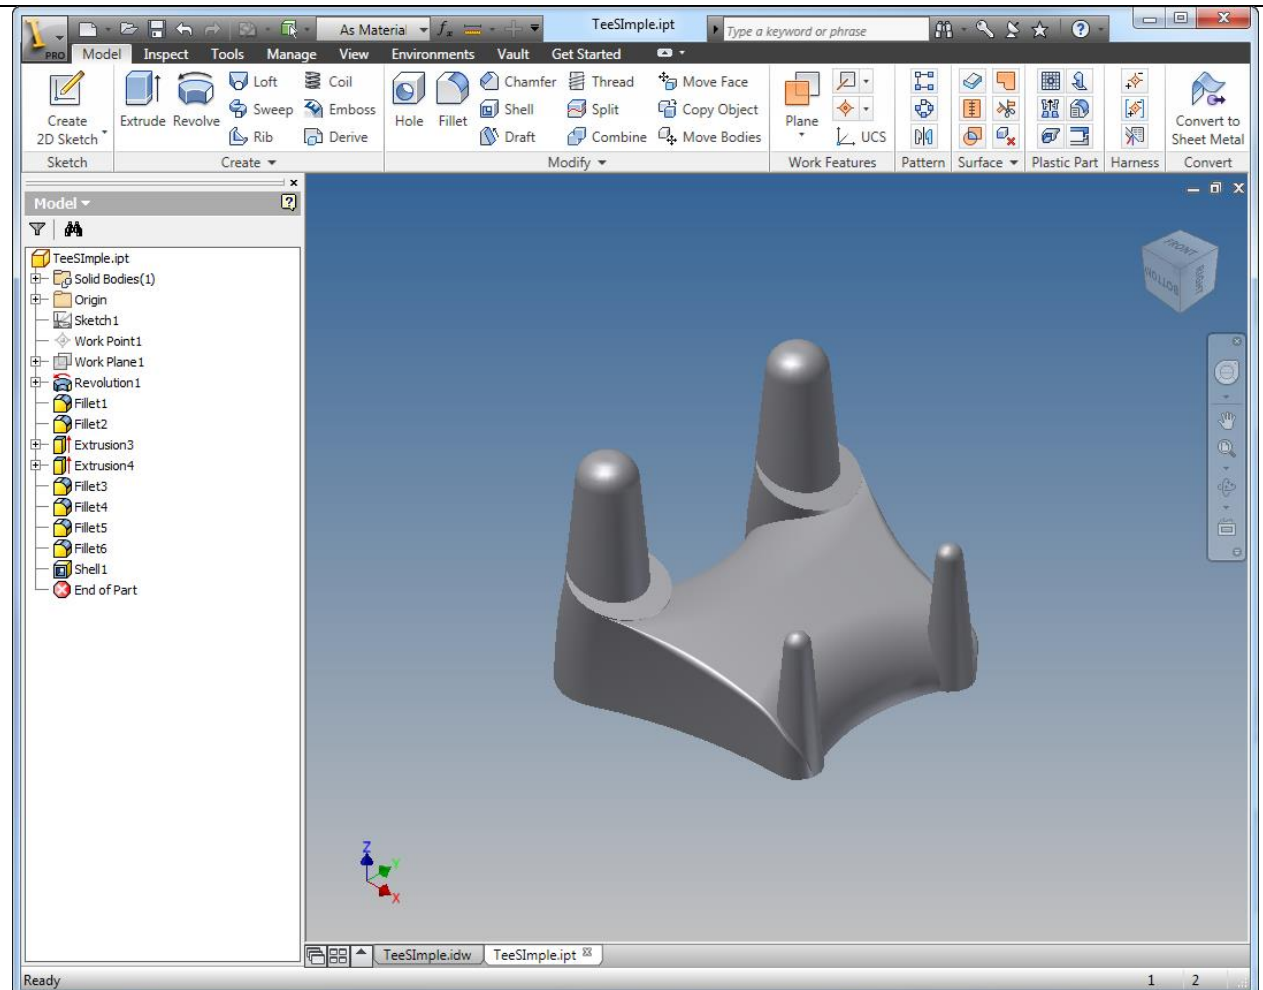 As Material
TeeSImple.ipt
Type a keyword or phrase
PRO
Model Inspect Tools Manage View Environments Vault Get Started
Loft Coil Chamfer Thread Move Face
Extrude Revolve Sweep Emboss Hole Fillet Shell Split Copy Object Plane
Create
2D Sketch
Rib Derive Draft Combine Move Bodies UCS
Convert to
Sheet Metal
Sketch Create Modify Work Features Pattern Surface Plastic Part Harness Convert
Model
TeeSImple.ipt
Solid Bodies(1)
Origin
Sketch1
Work Point1
Work Plane1
Revolution1
Fillet1
Fillet2
Extrusion3
Extrusion4
Fillet3
Fillet4
Fillet5
Fillet6
Shell1
End of Part
FRONT
BOTTOM
RIGHT
Z
Y
X
TeeSImple.idw TeeSImple.ipt
Ready 1 2